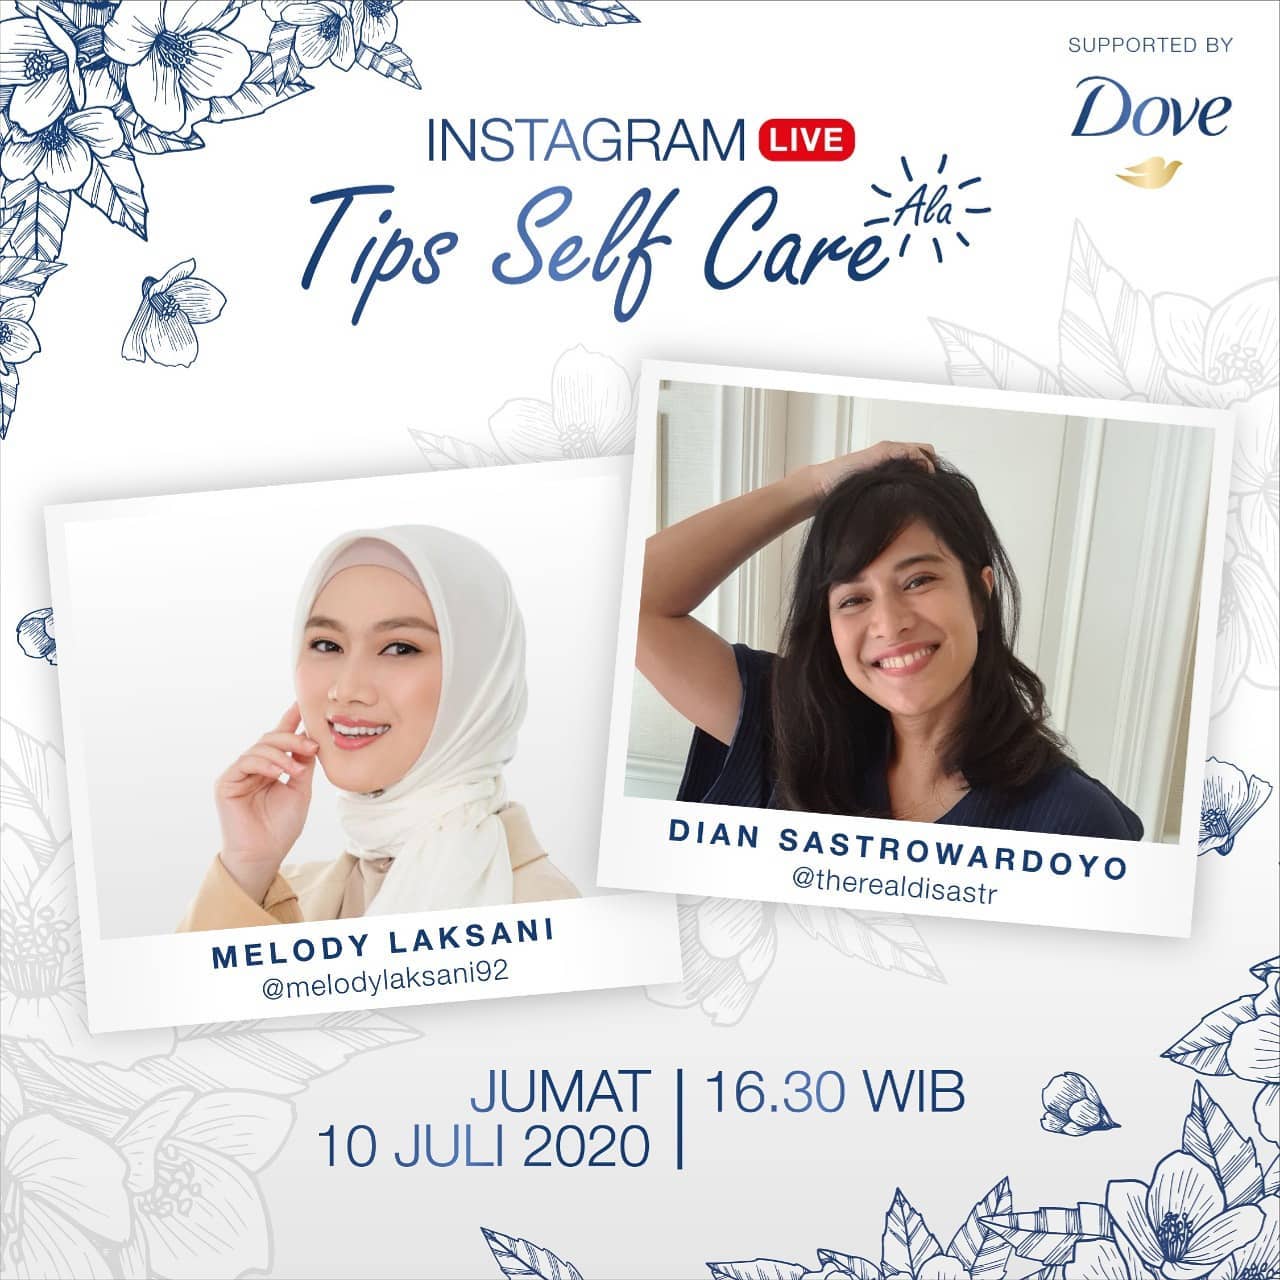 SUPPORTED BY
Dove
INSTAGRAM LIVE
Tips Self Care Ala
DIAN SASTROWARDOYO
@therealdisastr
MELODY LAKSANI
@melodylaksani92
JUMAT
10 JULI 2020
16.30 WIB